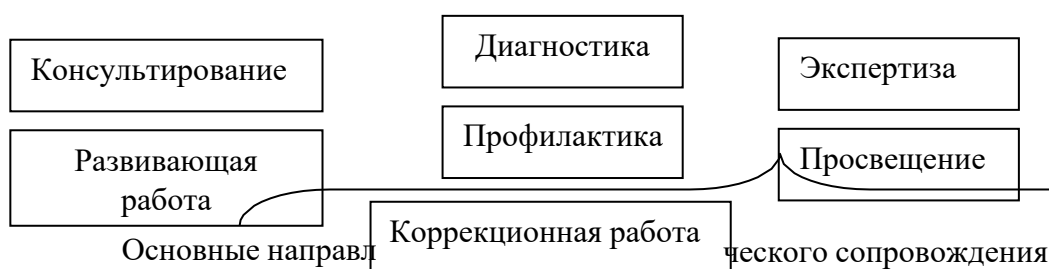 Консультирование
Диагностика
Экспертиза
Развивающая
работа
Профилактика
Просвещение
Коррекционная работа
Основные направл
ческого сопровождения